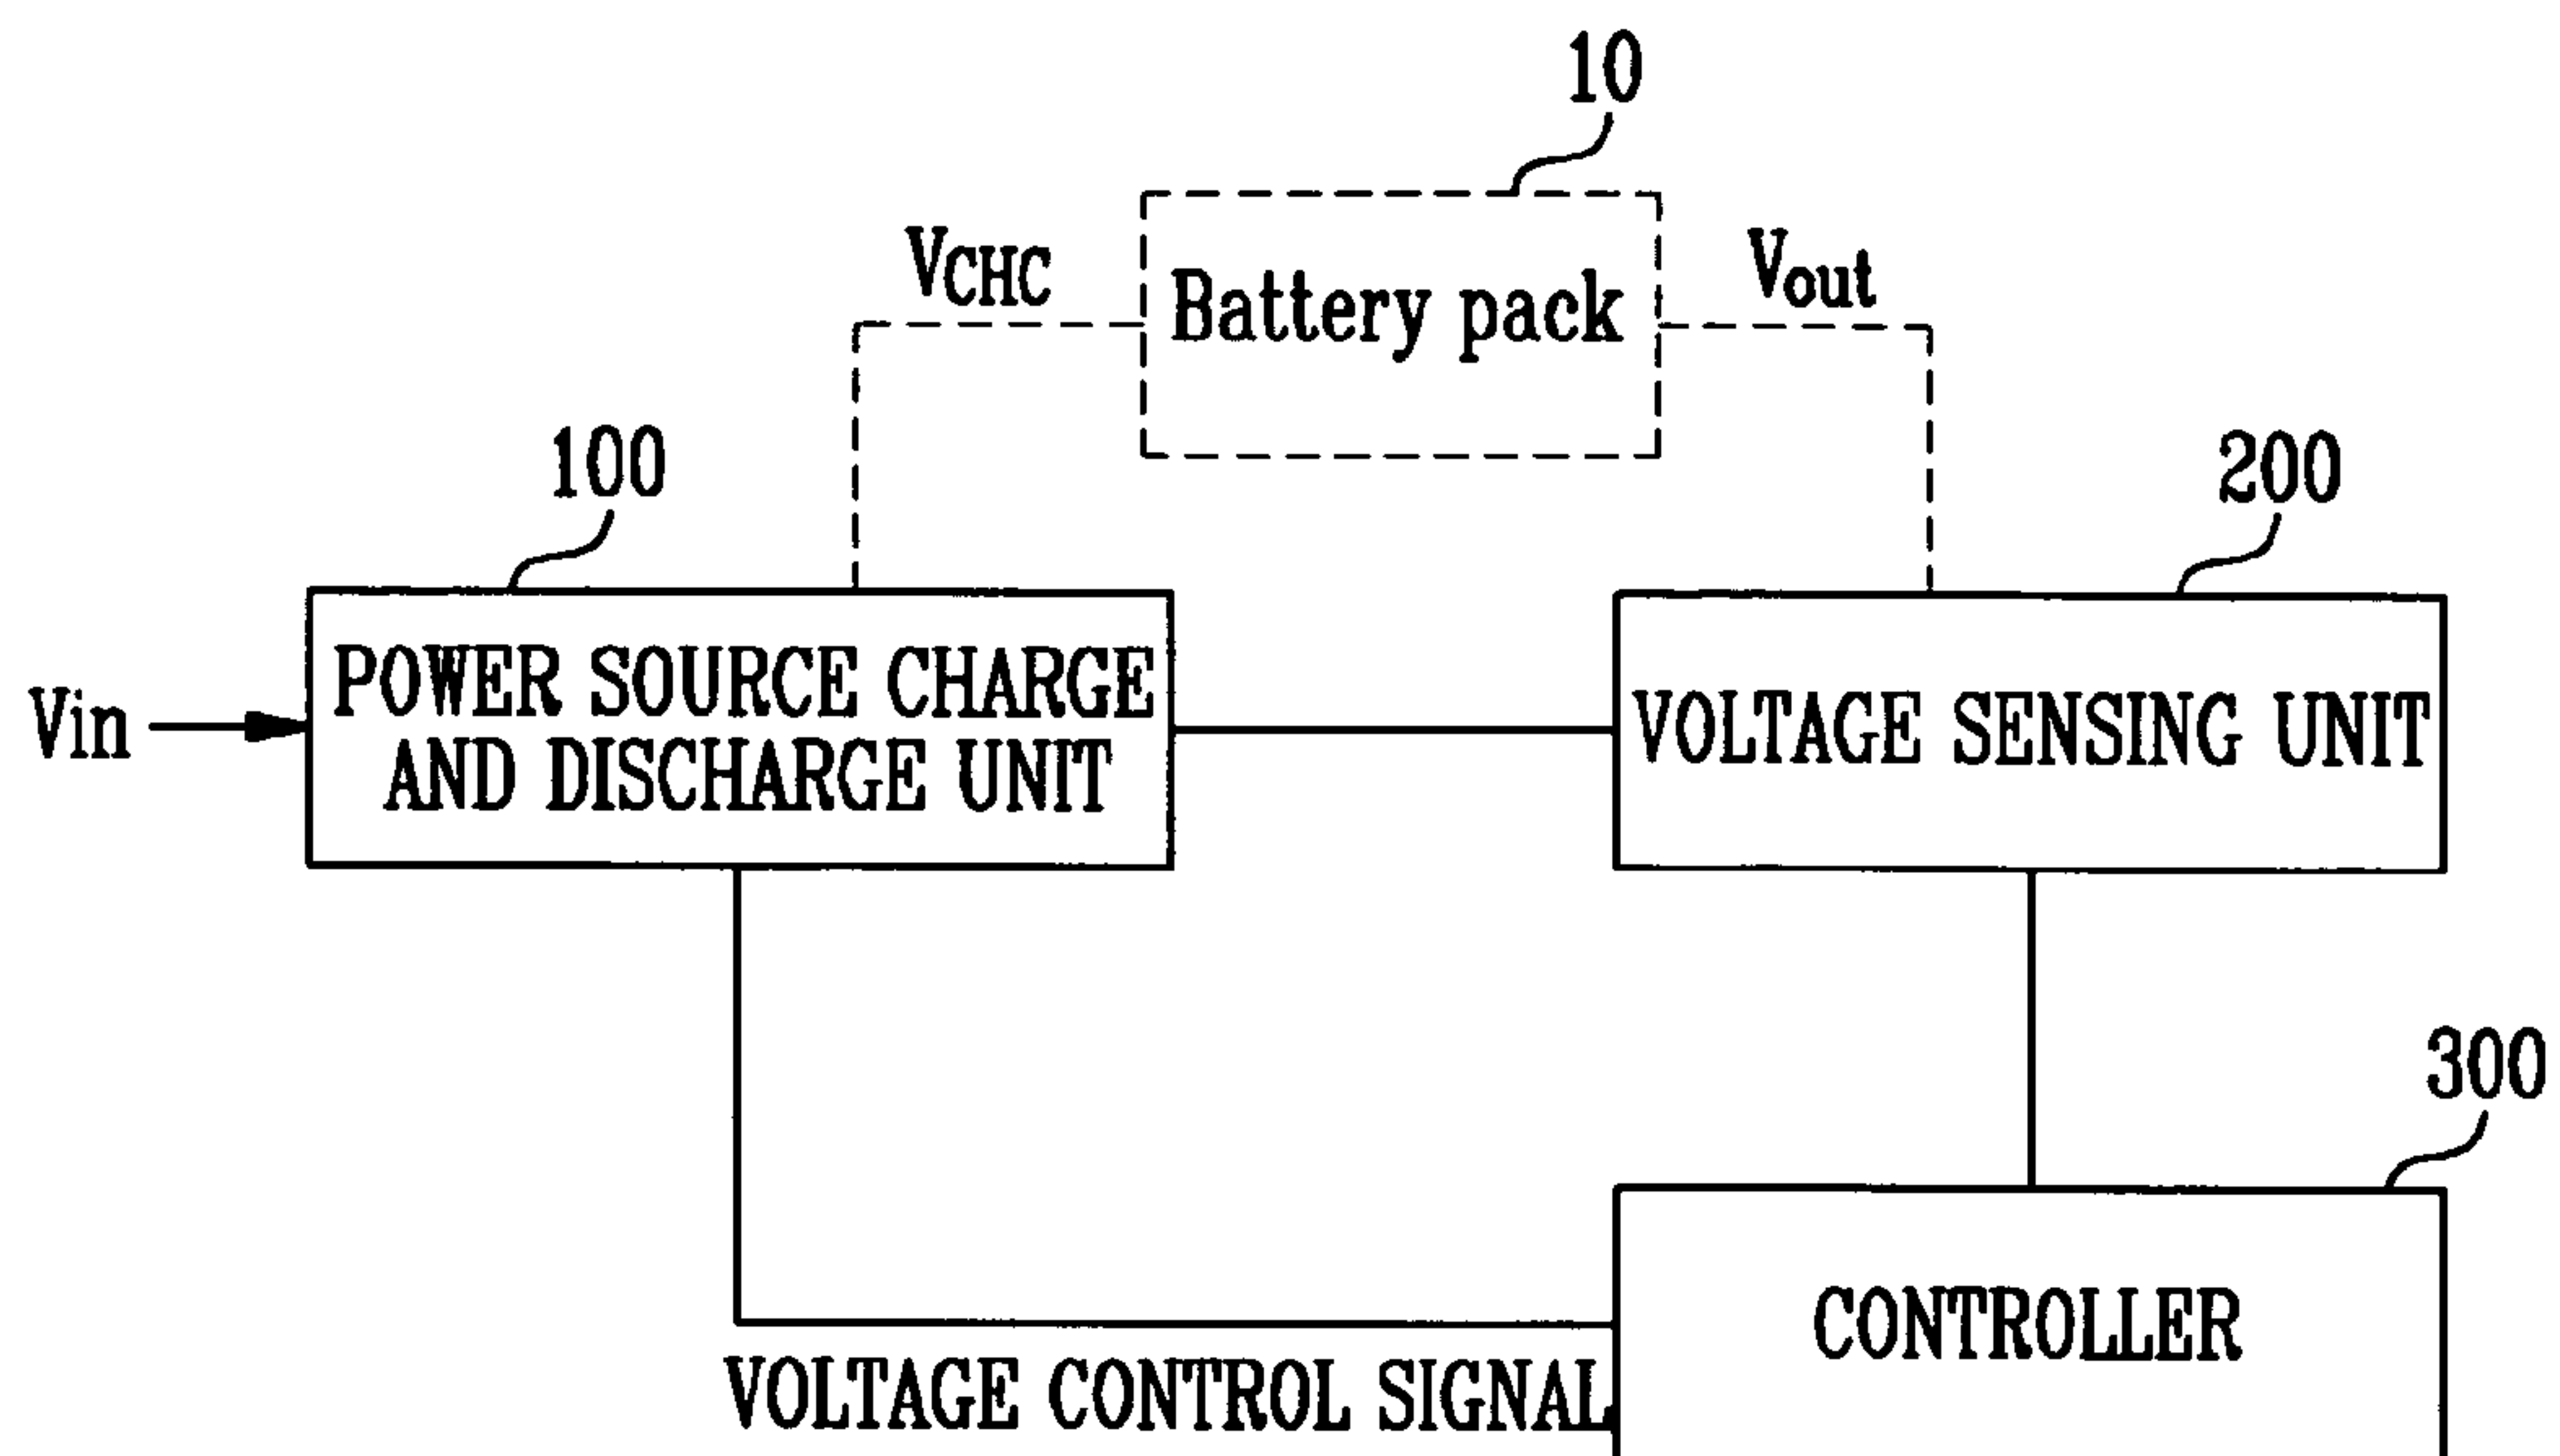 10
VCHC
Battery pack
Vout
100
200
Vin
POWER SOURCE CHARGE
AND DISCHARGE UNIT
VOLTAGE SENSING UNIT
300
CONTROLLER
VOLTAGE CONTROL SIGNAL